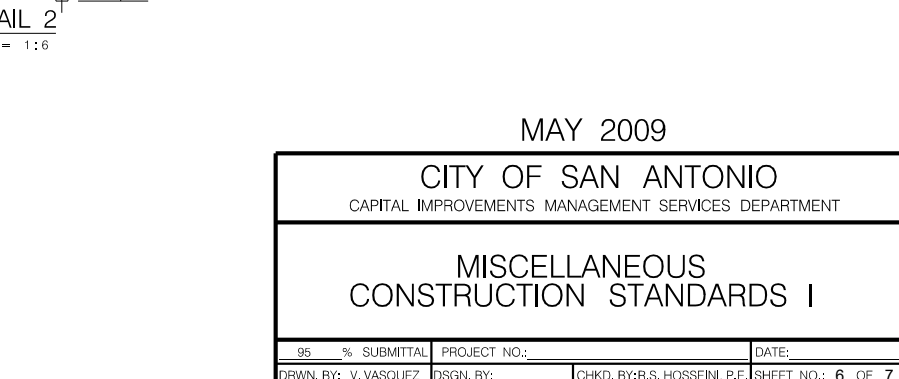 AIL 2
= 1:6
MAY 2009
CITY OF SAN ANTONIO
CAPITAL IMPROVEMENTS MANAGEMENT SERVICES DEPARTMENT
MISCELLANEOUS
CONSTRUCTION STANDARDS I
95 % SUBMITTAL PROJECT NO.: DATE:
DRWN. BY: V. VASQUEZ DSGN. BY: CHKD. BY: R.S. HOSSEINI, P.E. SHEET NO.: 6 OF 7